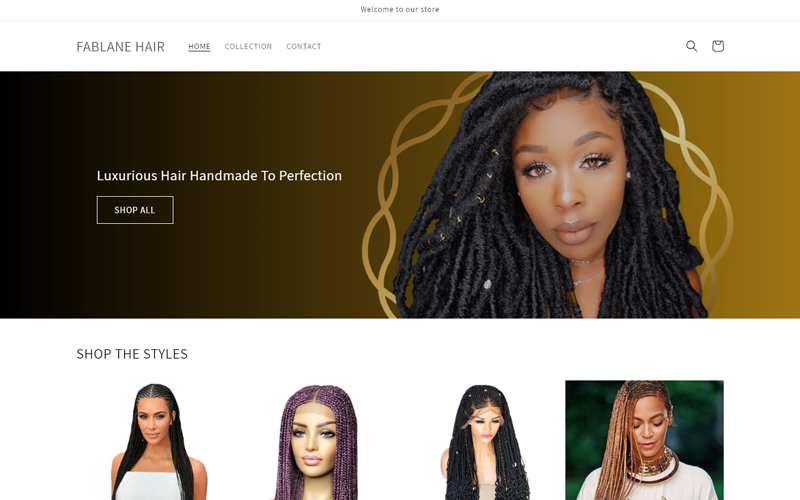 Welcome to our store
FABLANE HAIR
HOME
COLLECTION
CONTACT
Luxurious Hair Handmade To Perfection
SHOP ALL
SHOP THE STYLES